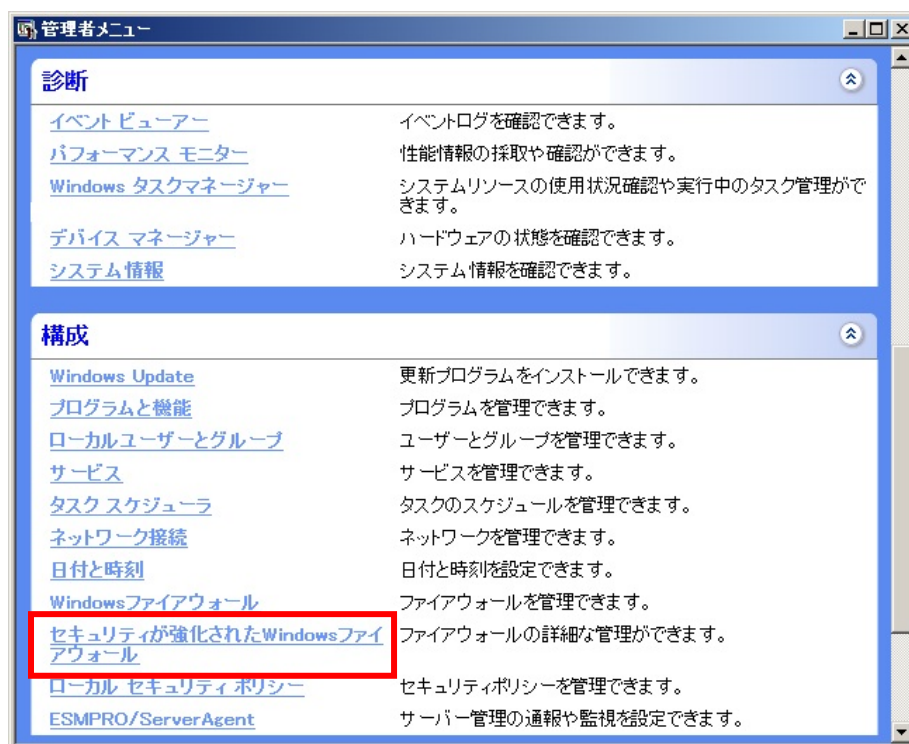 管理者メニュー
診断
イベント ビューアー イベントログを確認できます。
パフォーマンス モニター 性能情報の採取や確認ができます。
Windows タスクマネージャー システムリソースの使用状況確認や実行中のタスク管理がで
きます。
デバイス マネージャー ハードウェアの状態を確認できます。
システム情報 システム情報を確認できます。
構成
Windows Update 更新プログラムをインストールできます。
プログラムと機能 プログラムを管理できます。
ローカルユーザーとグループ ユーザーとグループを管理できます。
サービス サービスを管理できます。
タスク スケジューラ タスクのスケジュールを管理できます。
ネットワーク接続 ネットワークを管理できます。
日付と時刻 日付と時刻を設定できます。
Windowsファイアウォール ファイアウォールを管理できます。
セキュリティが強化されたWindowsファイ ファイアウォールの詳細な管理ができます。
アウォール
ローカル セキュリティ ポリシー セキュリティポリシーを管理できます。
ESMPRO/ServerAgent サーバー管理の通報や監視を設定できます。